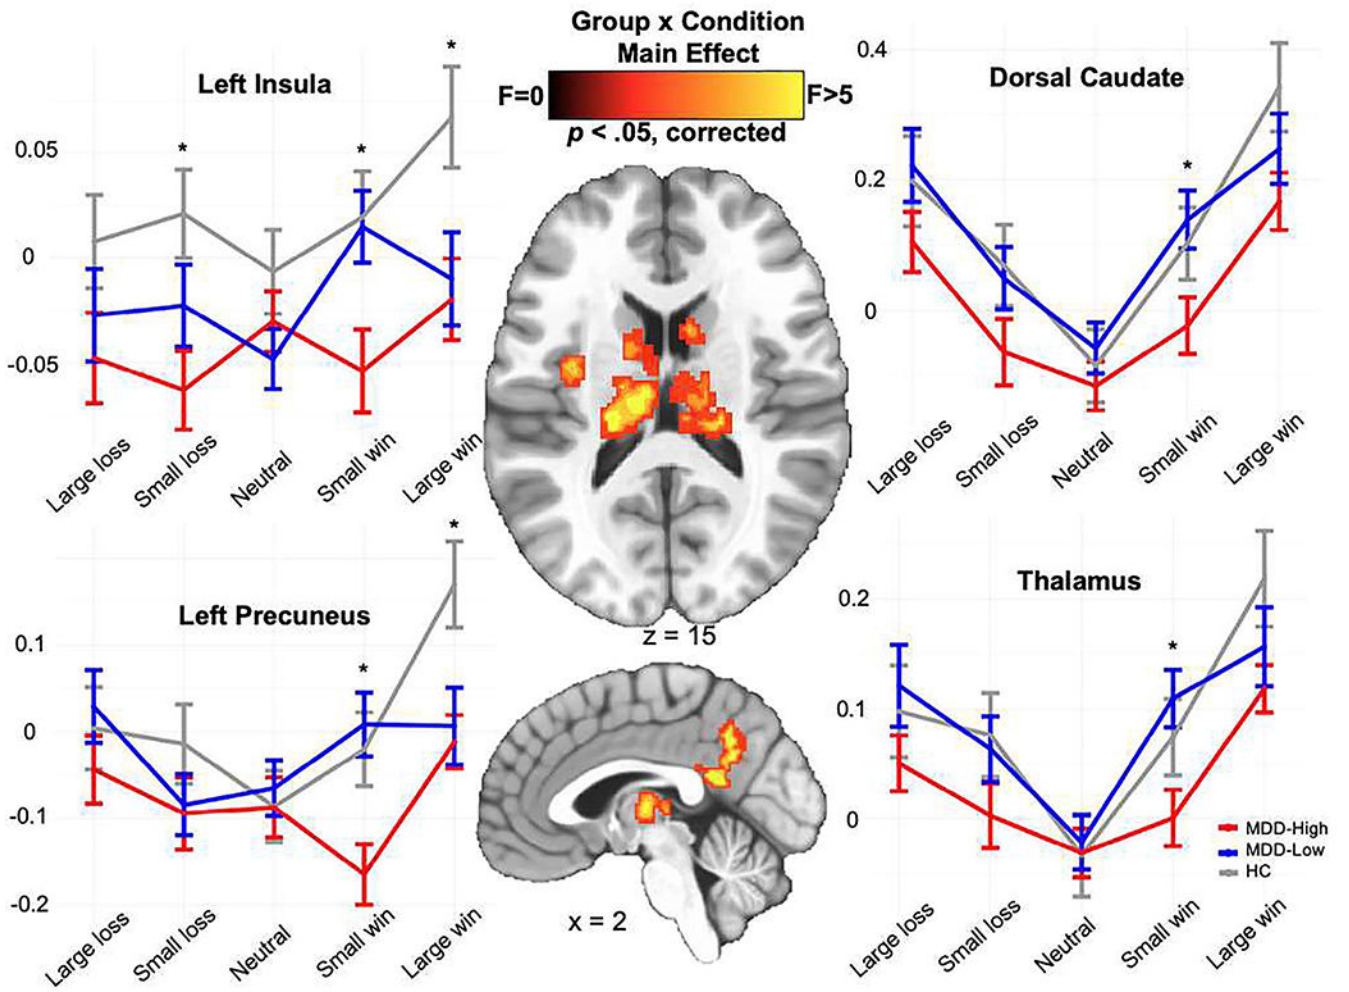 Group x Condition
Main Effect
F=0
F>5
p < .05, corrected
Left Insula
*
*
*
0.05
0
-0.05
Large loss
Small loss
Neutral
Small win
Large win
Dorsal Caudate
*
0.4
0.2
0
Large loss
Small loss
Neutral
Small win
Large win
z = 15
Left Precuneus
*
*
0.1
0
-0.1
-0.2
Large loss
Small loss
Neutral
Small win
Large win
x = 2
Thalamus
*
0.2
0.1
0
MDD-High
MDD-Low
HC
Large loss
Small loss
Neutral
Small win
Large win